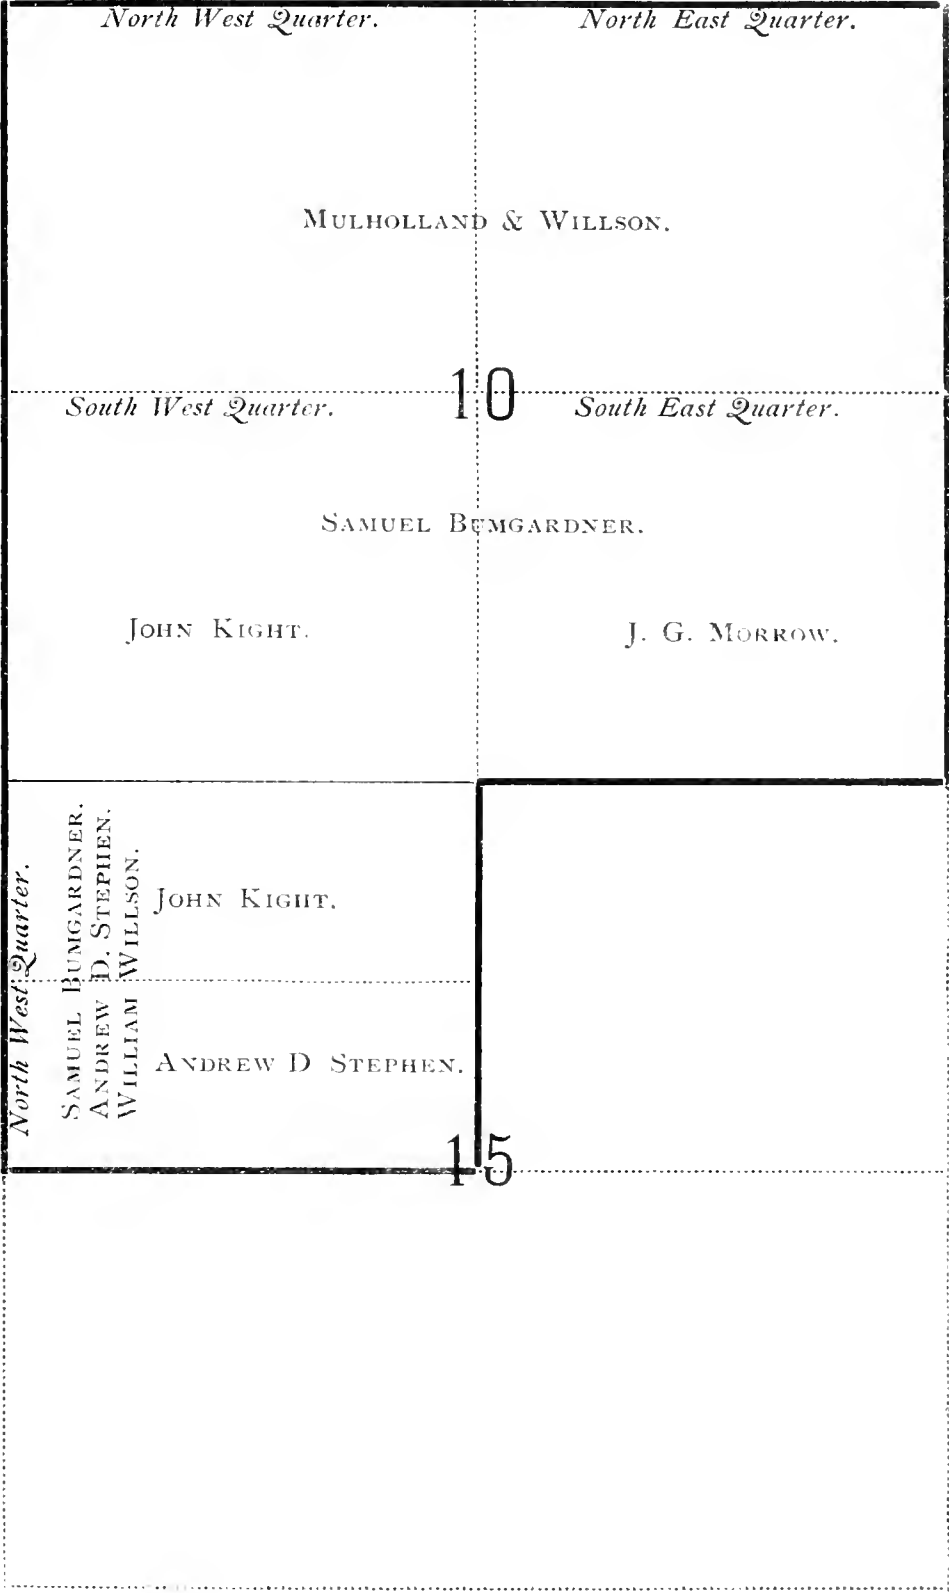 North West Quarter.
North East Quarter.
MULHOLLAND & WILLSON.
10
South West Quarter.
South East Quarter.
SAMUEL BUMGARDNER.
JOHN KIGHT.
J. G. MORROW.
North West Quarter.
SAMUEL BUMGARDNER.
ANDREW D. STEPHEN.
WILLIAM WILLSON.
JOHN KIGHT.
ANDREW D STEPHEN.
15